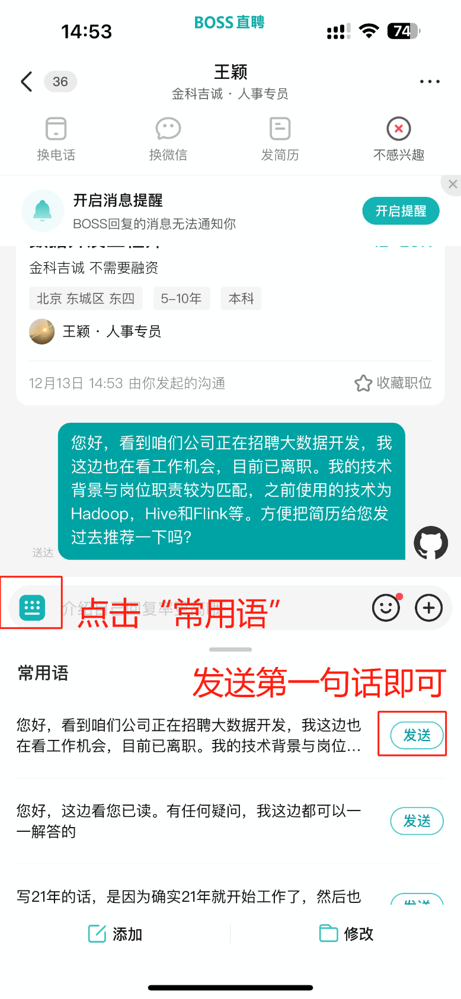 14:53
BOSS直聘
74
36
王颖
金科吉诚 · 人事专员
换电话
换微信
发简历
不感兴趣
开启消息提醒
BOSS回复的消息无法通知你
开启提醒
金科吉诚 不需要融资
北京 东城区 东四
5-10年
本科
王颖 · 人事专员
12月13日 14:53 由你发起的沟通
收藏职位
您好，看到咱们公司正在招聘大数据开发，我
这边也在看工作机会，目前已离职。我的技术
背景与岗位职责较为匹配，之前使用的技术为
Hadoop，Hive和Flink等。方便把简历给您发
过去推荐一下吗?
送达
点击“常用语”
常用语
发送第一句话即可
您好，看到咱们公司正在招聘大数据开发，我这边也
在看工作机会，目前已离职。我的技术背景与岗位...
发送
您好，这边看您已读。有任何疑问，我这边都可以一
一解答的
发送
写21年的话，是因为确实21年就开始工作了，然后也
发送
添加
修改